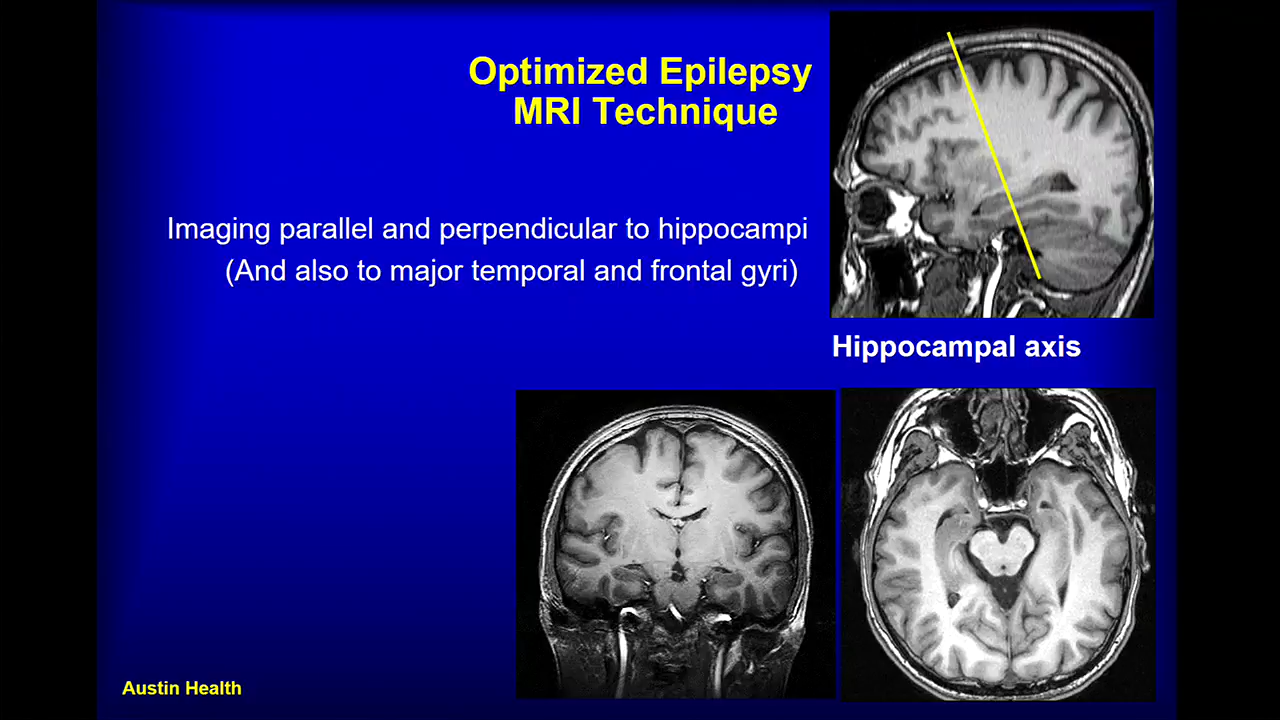 Optimized Epilepsy
MRI Technique
Imaging parallel and perpendicular to hippocampi
(And also to major temporal and frontal gyri)
Hippocampal axis
Austin Health